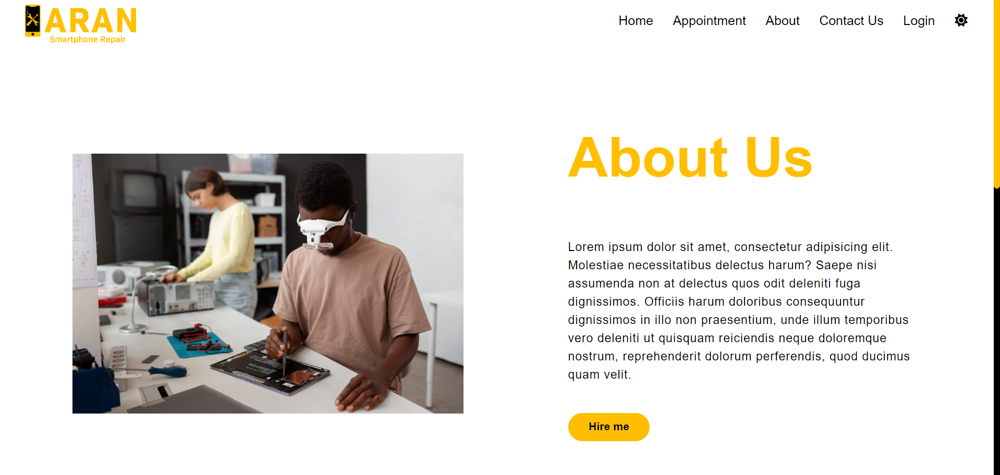 ARAN
Smartphone Repair
Home Appointment About Contact Us Login
About Us
Lorem ipsum dolor sit amet, consectetur adipisicing elit.
Molestiae necessitatibus delectus harum? Saepe nisi
assumenda non at delectus quos odit deleniti fuga
dignissimos. Officiis harum doloribus consequuntur
dignissimos in illo non praesentium, unde illum temporibus
vero deleniti ut quisquam reiciendis neque doloremque
nostrum, reprehenderit dolorum perferendis, quod ducimus
quam velit.
Hire me